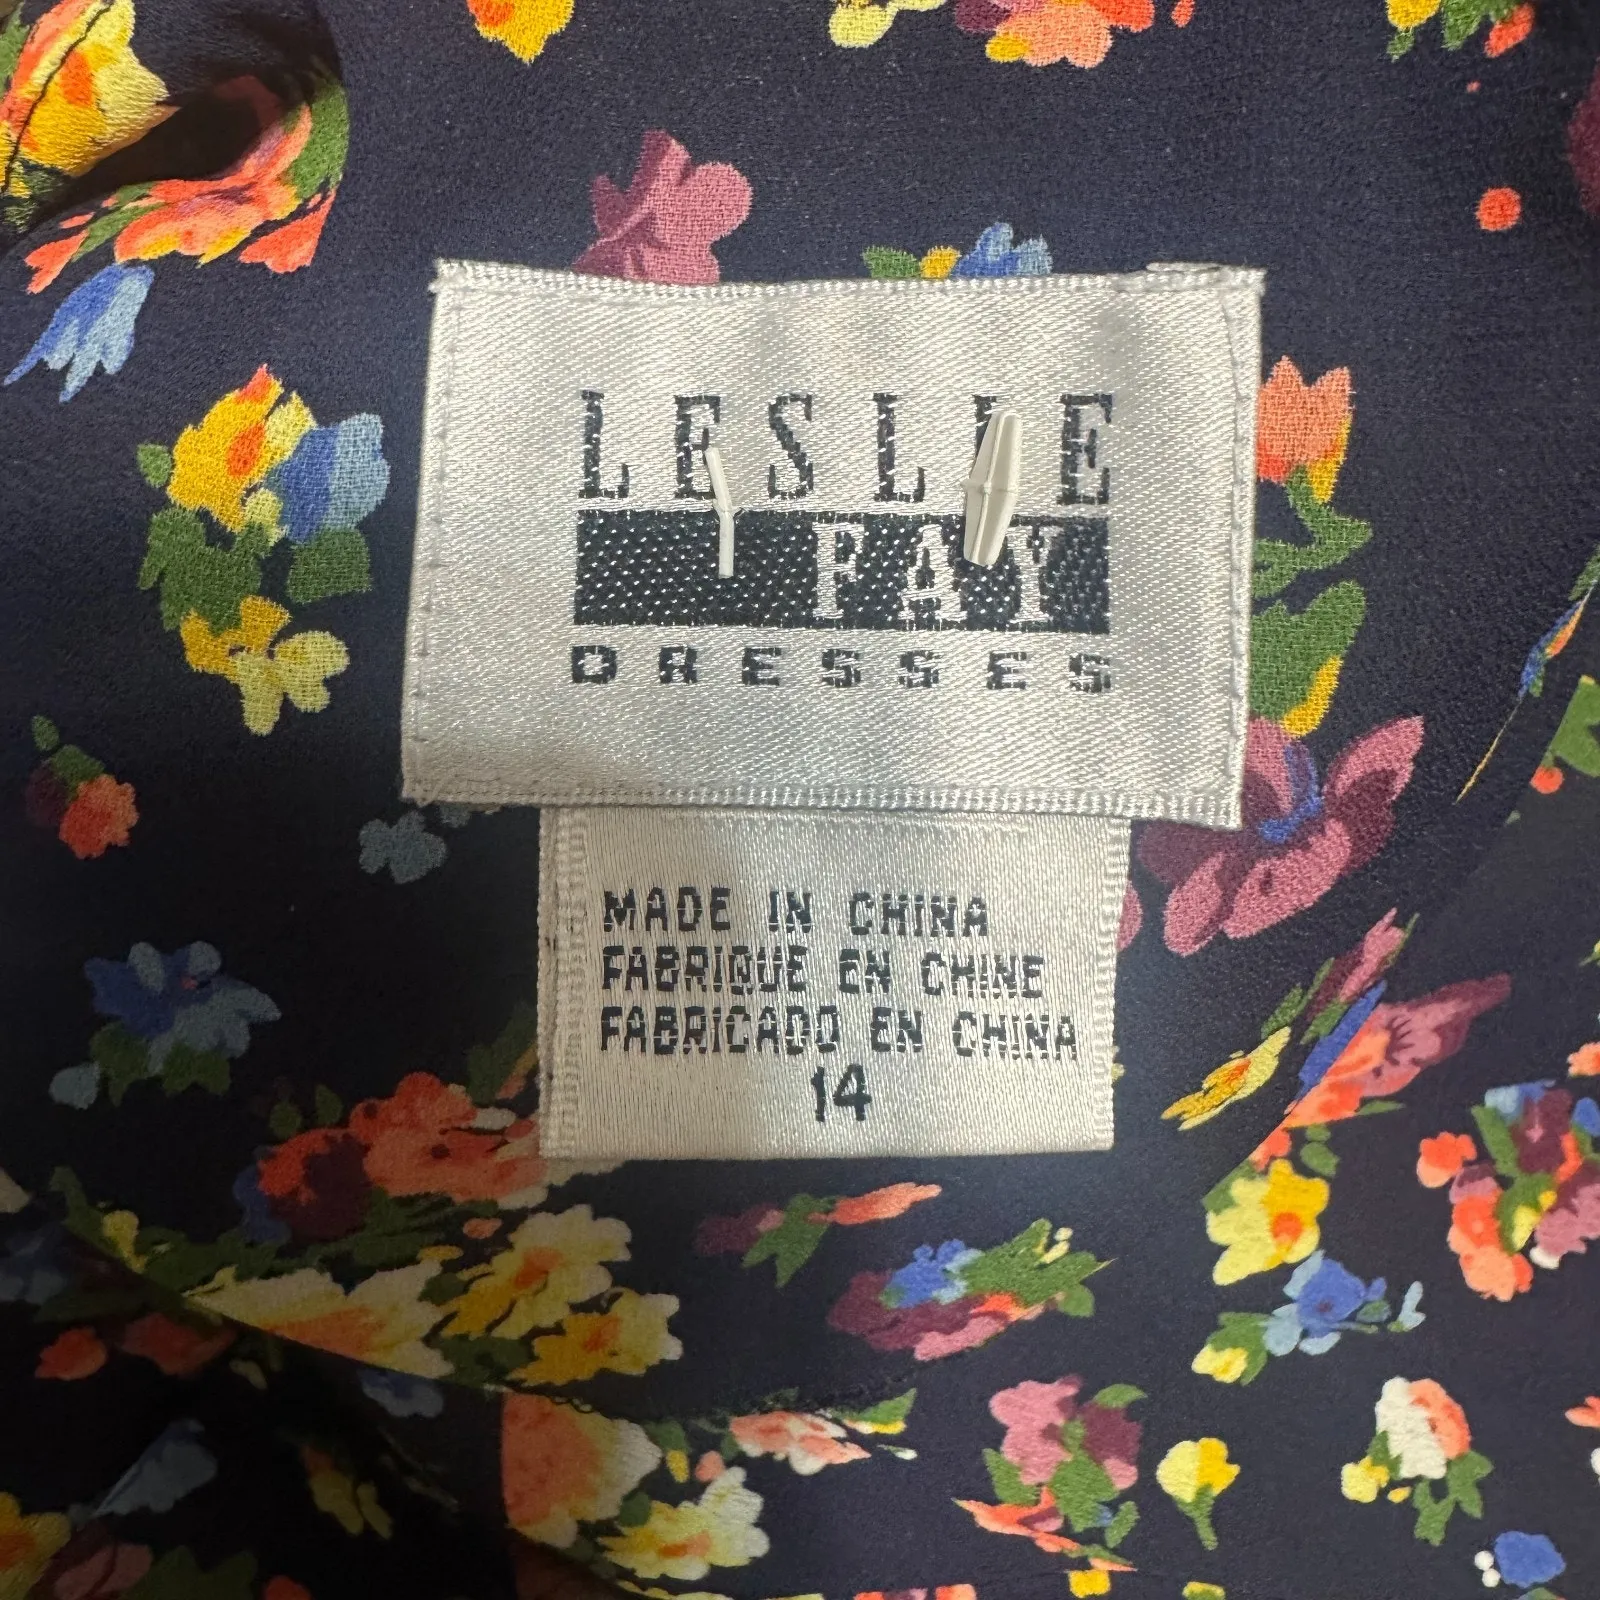 LESLIE
FAY
DRESSES
MADE IN CHINA
FABRIQUE EN CHINE
FABRICADO EN CHINA
14